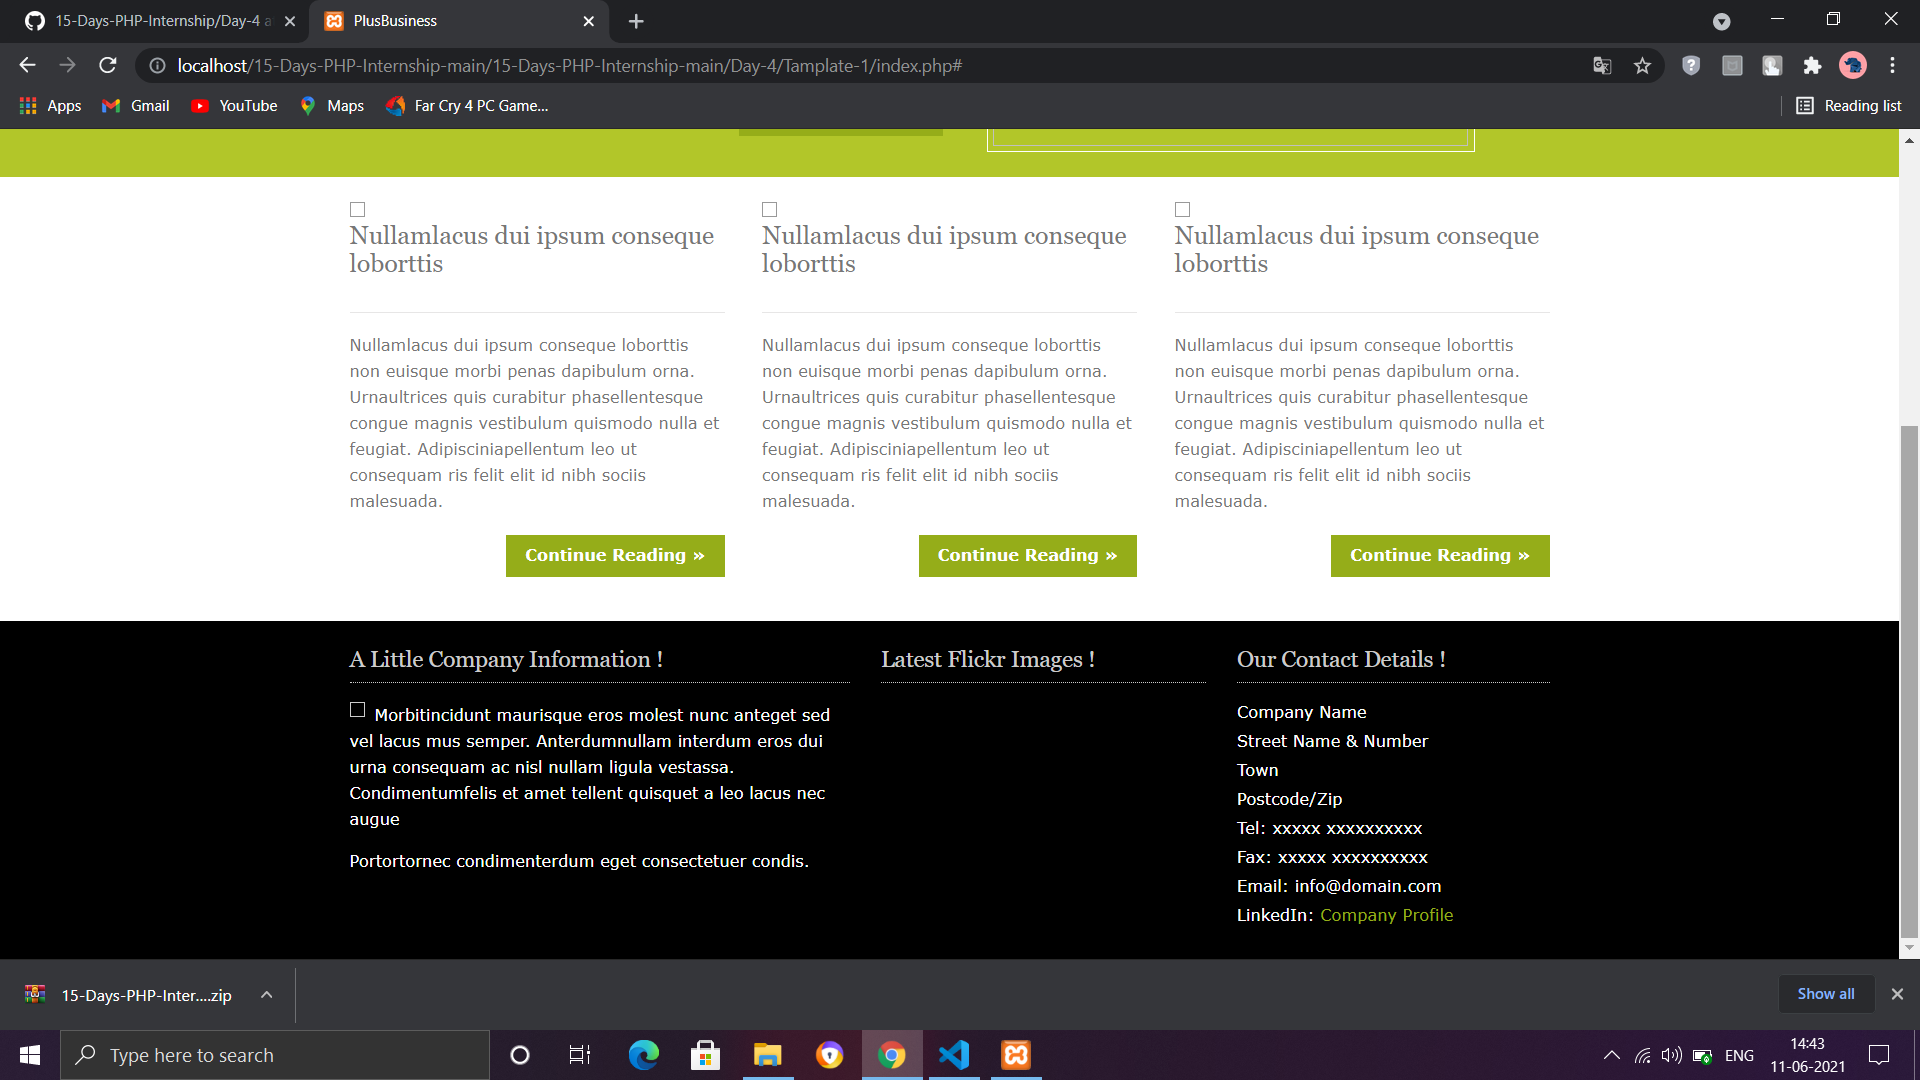 15-Days-PHP-Internship/Day-4 a
PlusBusiness
localhost/15-Days-PHP-Internship-main/15-Days-PHP-Internship-main/Day-4/Tamplate-1/index.php#
Apps
Gmail
YouTube
Maps
Far Cry 4 PC Game...
Reading list
Nullamlacus dui ipsum conseque
loborttis
Nullamlacus dui ipsum conseque loborttis
non euisque morbi penas dapibulum orna.
Urnaultrices quis curabitur phasellentesque
congue magnis vestibulum quismodo nulla et
feugiat. Adipisciniapellentum leo ut
consequam ris felit elit id nibh sociis
malesuada.
Continue Reading »
Nullamlacus dui ipsum conseque
loborttis
Nullamlacus dui ipsum conseque loborttis
non euisque morbi penas dapibulum orna.
Urnaultrices quis curabitur phasellentesque
congue magnis vestibulum quismodo nulla et
feugiat. Adipisciniapellentum leo ut
consequam ris felit elit id nibh sociis
malesuada.
Continue Reading »
Nullamlacus dui ipsum conseque
loborttis
Nullamlacus dui ipsum conseque loborttis
non euisque morbi penas dapibulum orna.
Urnaultrices quis curabitur phasellentesque
congue magnis vestibulum quismodo nulla et
feugiat. Adipisciniapellentum leo ut
consequam ris felit elit id nibh sociis
malesuada.
Continue Reading »
A Little Company Information !
Morbitincidunt maurisque eros molest nunc anteget sed
vel lacus mus semper. Anterdumnullam interdum eros dui
urna consequam ac nisl nullam ligula vestassa.
Condimentumfelis et amet tellent quisquet a leo lacus nec
augue
Portortornec condimenterdum eget consectetuer condis.
Latest Flickr Images !
Our Contact Details !
Company Name
Street Name & Number
Town
Postcode/Zip
Tel: xxxxx xxxxxxxxxx
Fax: xxxxx xxxxxxxxxx
Email: info@domain.com
LinkedIn: Company Profile
15-Days-PHP-Inter....zip
Show all
Type here to search
ENG
14:43
11-06-2021